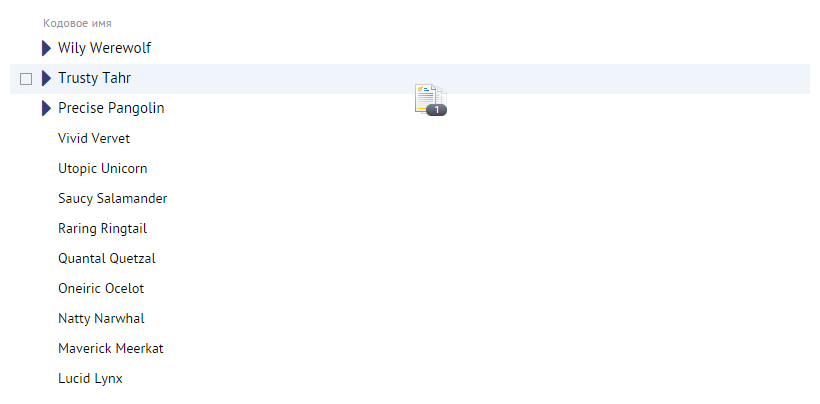 Кодовое имя
Wily Werewolf
Trusty Tahr
1
Precise Pangolin
Vivid Vervet
Utopic Unicorn
Saucy Salamander
Raring Ringtail
Quantal Quetzal
Oneiric Ocelot
Natty Narwhal
Maverick Meerkat
Lucid Lynx